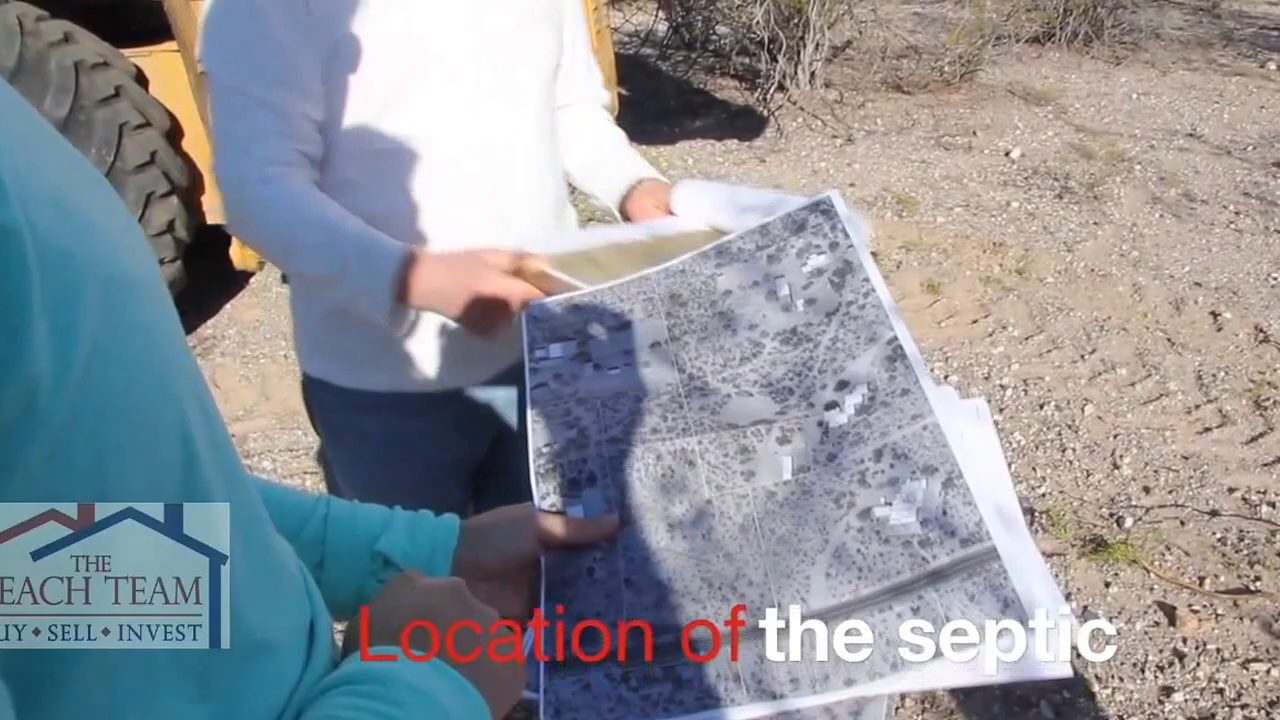 THE
EACH TEAM
UY • SELL • INVEST
Location of the septic